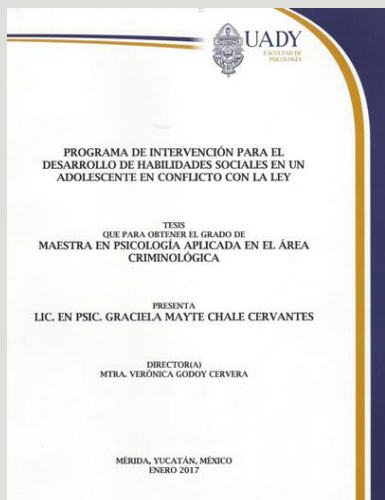 UADY
FACULTAD DE
PSICOLOGÍA
PROGRAMA DE INTERVENCIÓN PARA EL
DESARROLLO DE HABILIDADES SOCIALES EN UN
ADOLESCENTE EN CONFLICTO CON LA LEY
TESIS
QUE PARA OBTENER EL GRADO DE
MAESTRA EN PSICOLOGÍA APLICADA EN EL ÁREA
CRIMINOLÓGICA
PRESENTA
LIC. EN PSIC. GRACIELA MAYTE CHALE CERVANTES
DIRECTOR(A)
MTRA. VERÓNICA GODOY CERVERA
MÉRIDA, YUCATÁN, MÉXICO
ENERO 2017